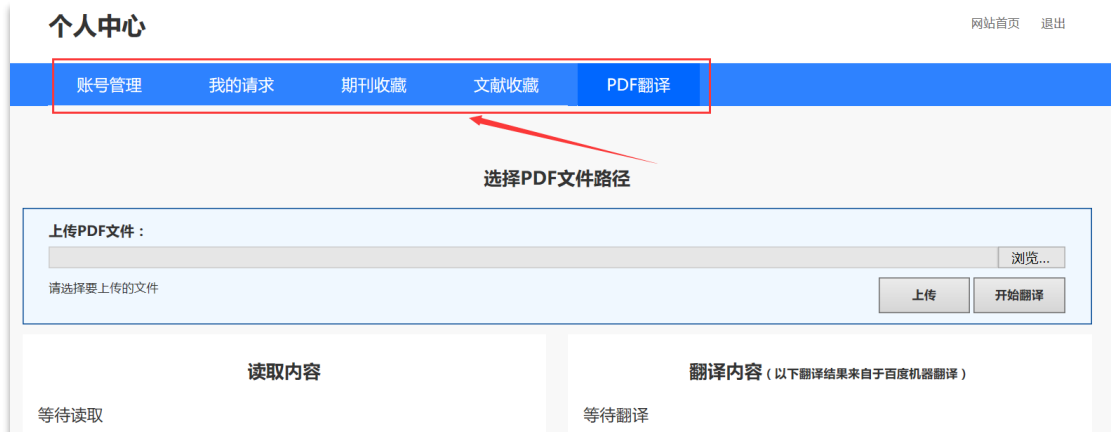 个人中心
网站首页 退出
账号管理 我的请求 期刊收藏 文献收藏 PDF翻译
选择PDF文件路径
上传PDF文件：
浏览...
请选择要上传的文件
上传 开始翻译
读取内容
翻译内容（以下翻译结果来自于百度机器翻译）
等待读取
等待翻译